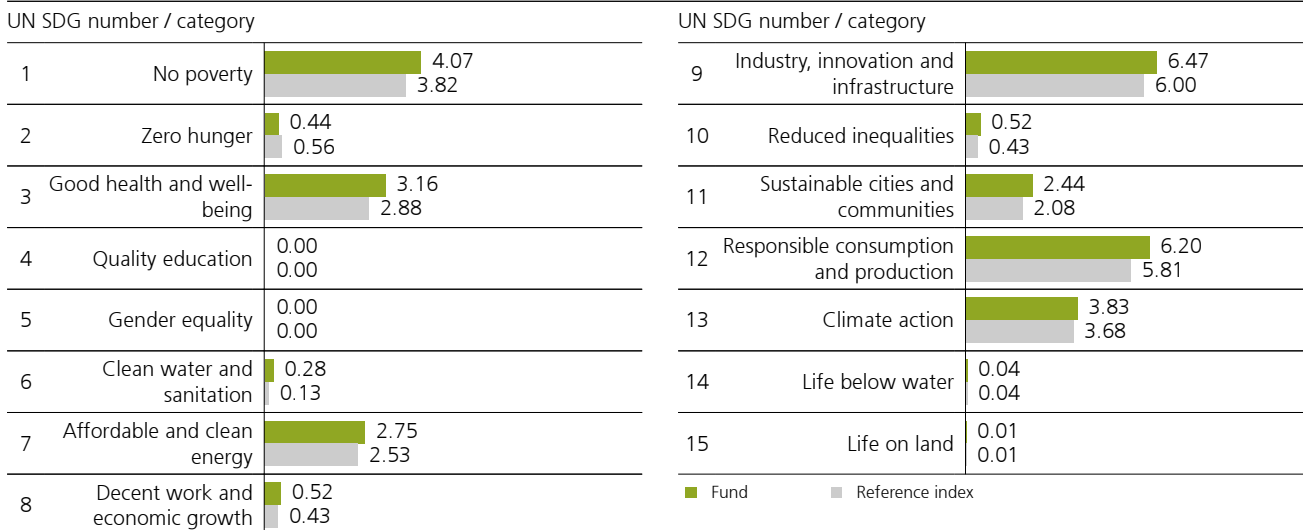 UN SDG number / category
1 No poverty 4.07
3.82
2 Zero hunger 0.44
0.56
3 Good health and well-
being 3.16
2.88
4 Quality education 0.00
0.00
5 Gender equality 0.00
0.00
6 Clean water and
sanitation 0.28
0.13
7 Affordable and clean
energy 2.75
2.53
8 Decent work and
economic growth 0.52
0.43
UN SDG number / category
9 Industry, innovation and
infrastructure 6.47
6.00
10 Reduced inequalities 0.52
0.43
11 Sustainable cities and
communities 2.44
2.08
12 Responsible consumption
and production 6.20
5.81
13 Climate action 3.83
3.68
14 Life below water 0.04
0.04
15 Life on land 0.01
0.01
Fund Reference index